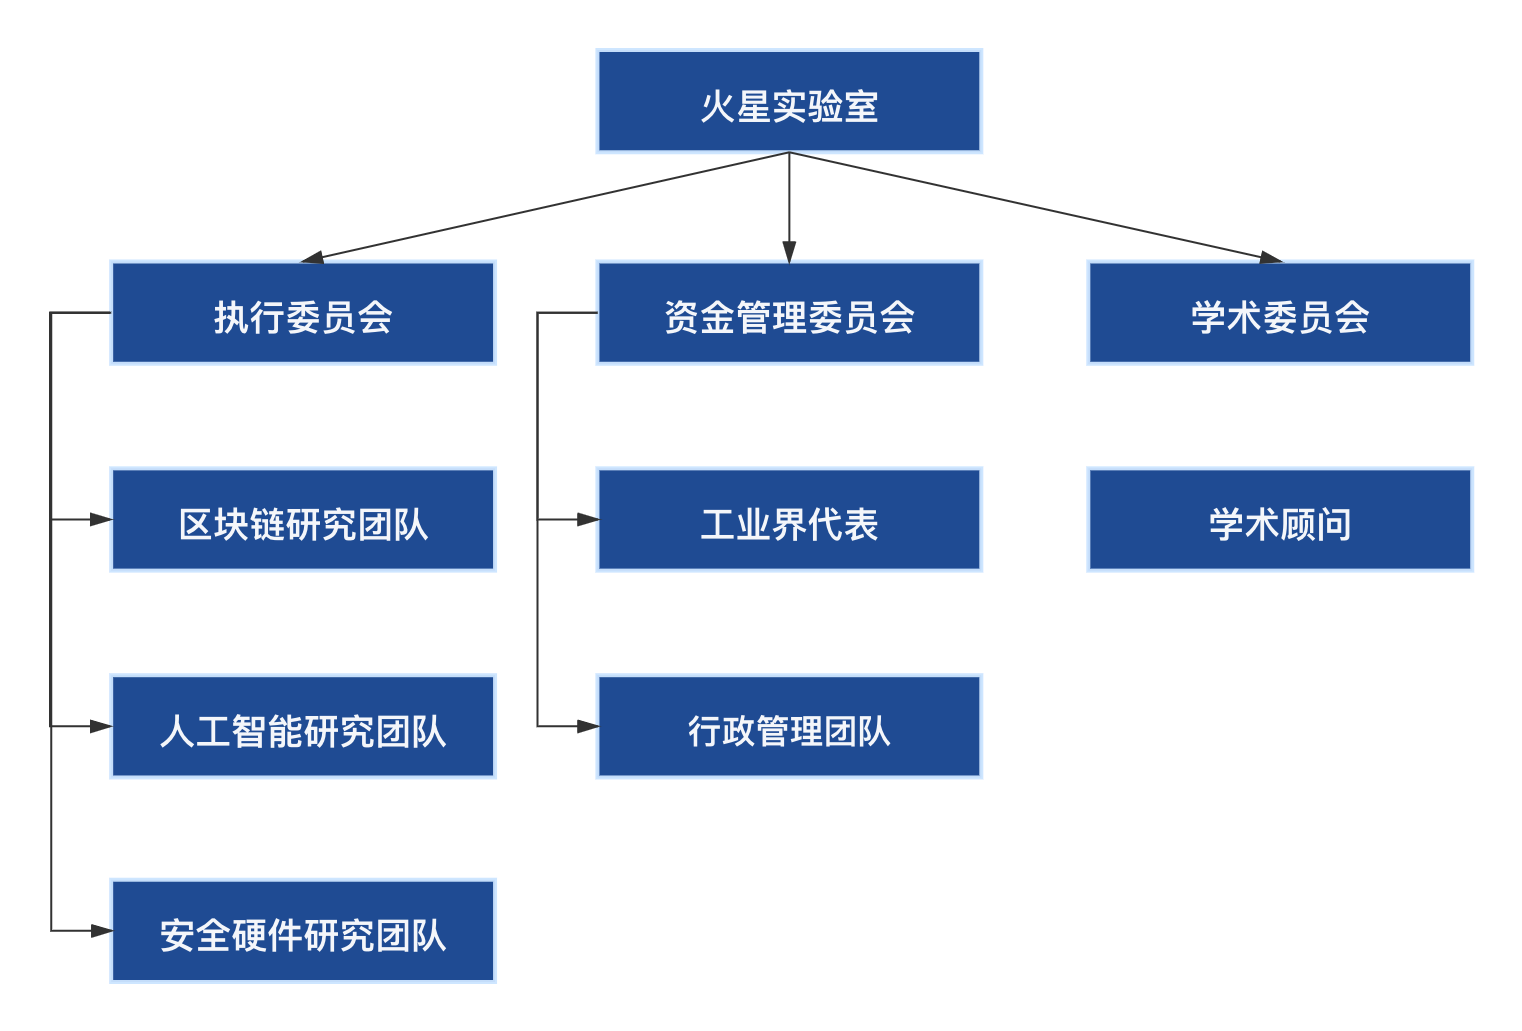 火星实验室
执行委员会
资金管理委员会
学术委员会
区块链研究团队
工业界代表
学术顾问
人工智能研究团队
行政管理团队
安全硬件研究团队